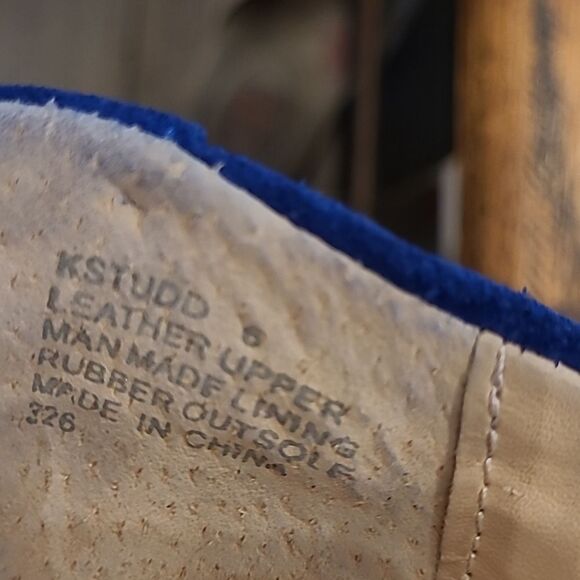 KSTUDD 6
LEATHER UPPER
MAN MADE LINING
RUBBER OUTSOLE
MADE IN CHINA
326